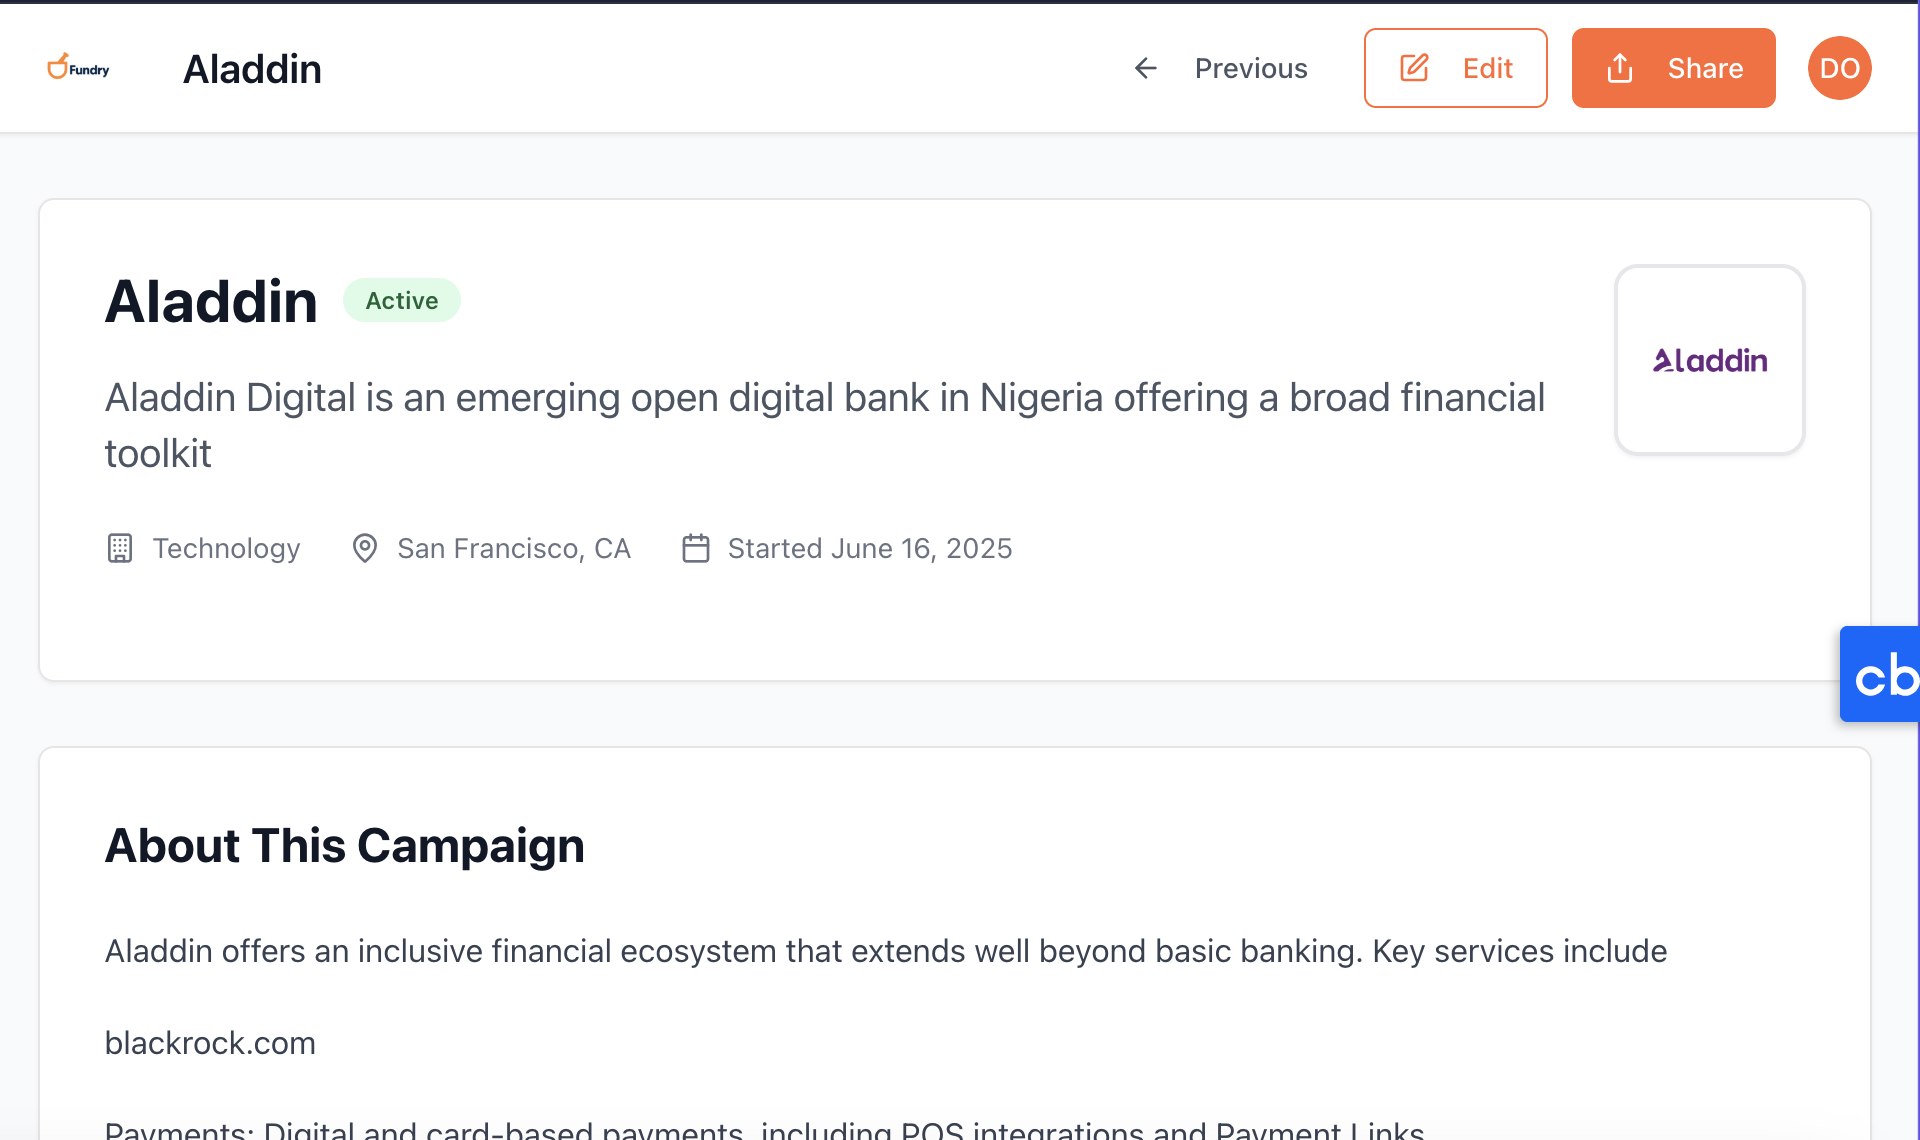 Fundry
Aladdin
Previous
Edit
Share
DO
Aladdin
Active
Aladdin Digital is an emerging open digital bank in Nigeria offering a broad financial
toolkit
Aladdin
Technology
San Francisco, CA
Started June 16, 2025
cb
About This Campaign
Aladdin offers an inclusive financial ecosystem that extends well beyond basic banking. Key services include
blackrock.com
Payments: Digital and card-based payments, including POS integrations and Payment Links